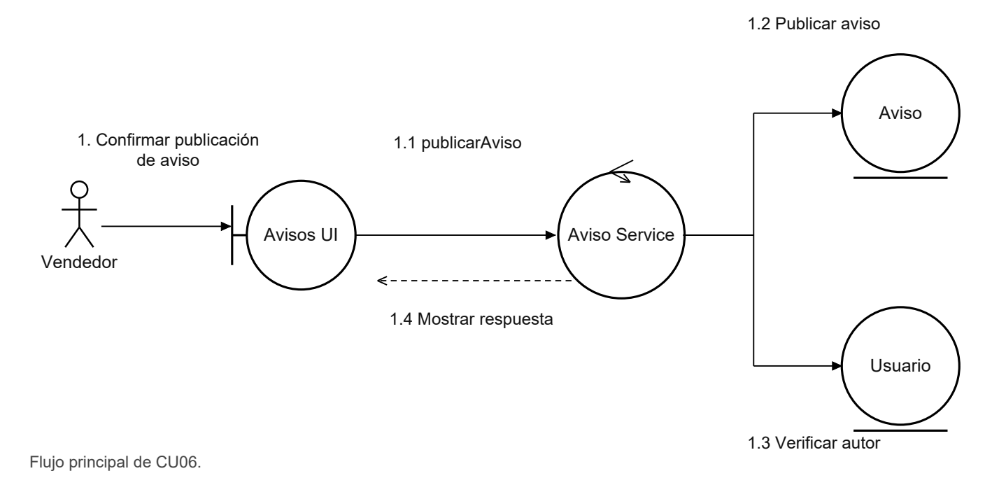 1.2 Publicar aviso
Aviso
1. Confirmar publicación
de aviso
1.1 publicarAviso
Vendedor
Avisos UI
Aviso Service
1.4 Mostrar respuesta
Usuario
1.3 Verificar autor
Flujo principal de CU06.